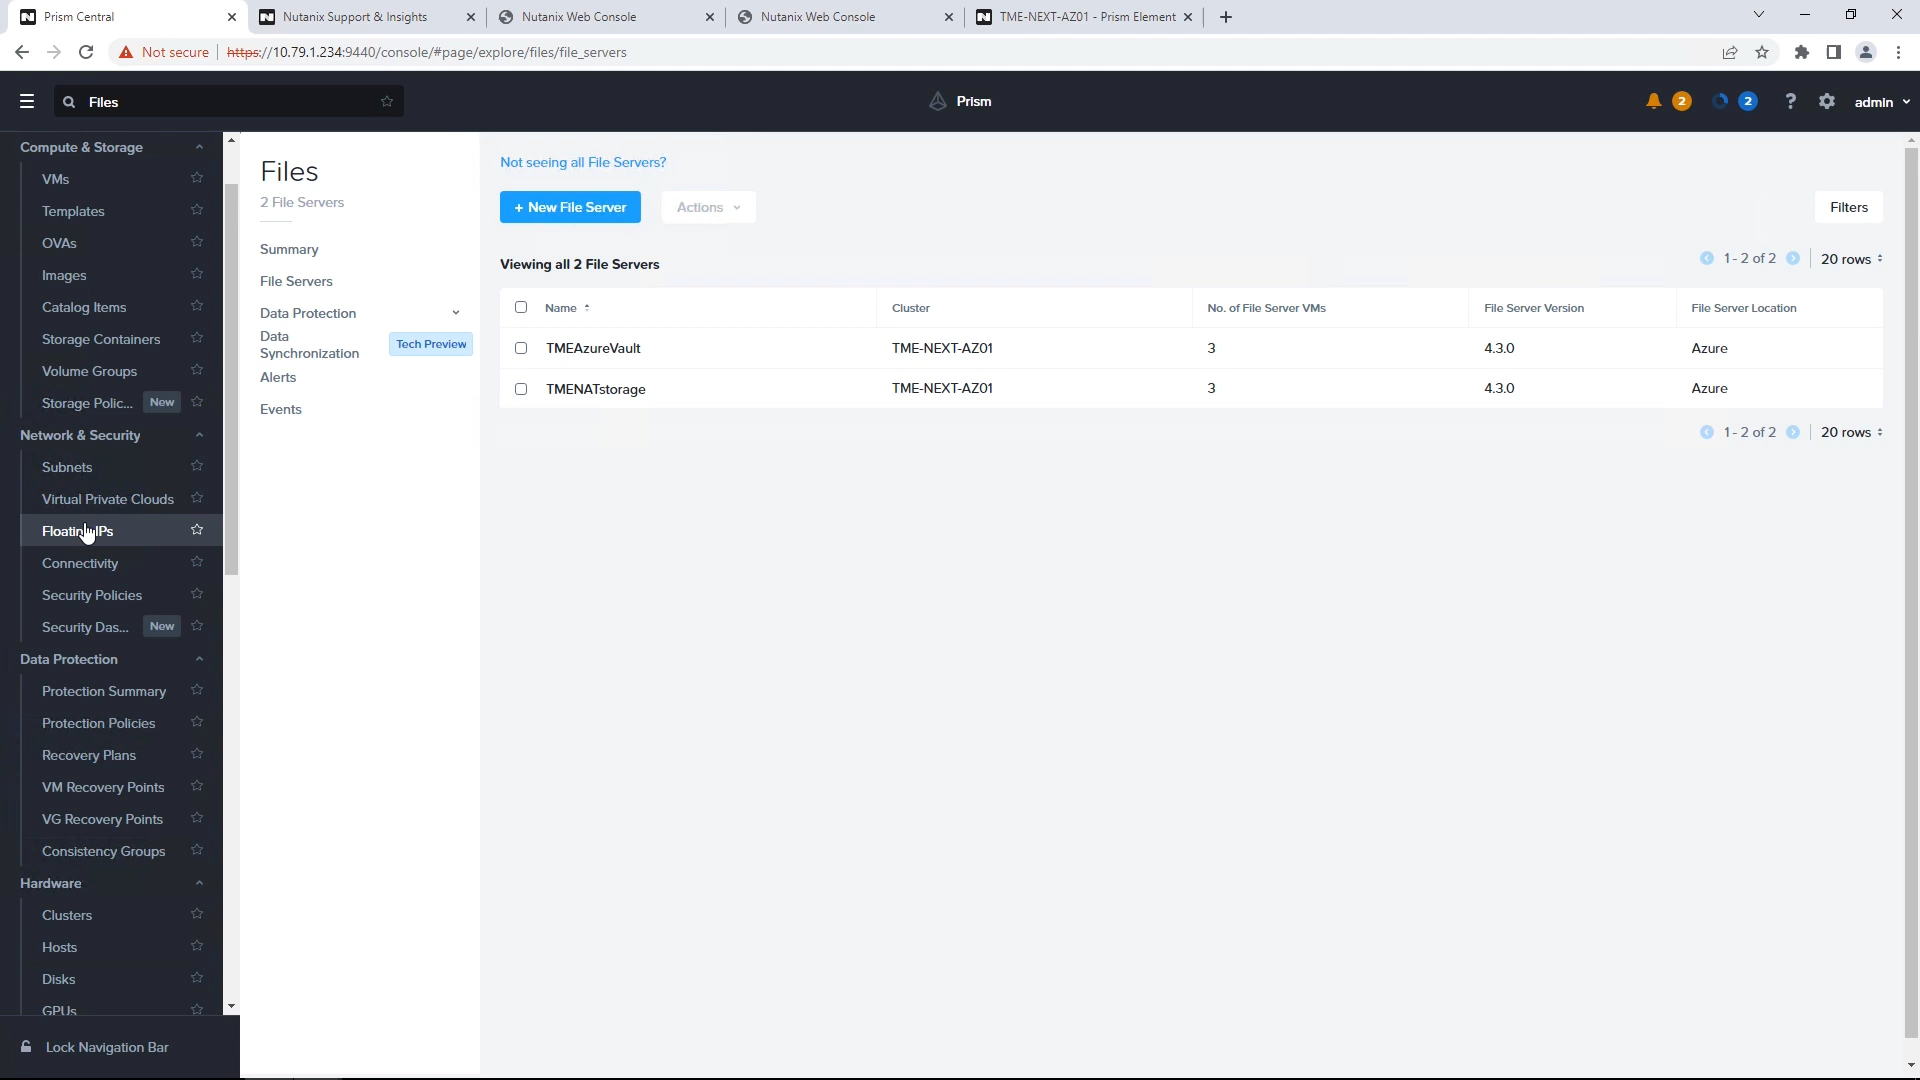 Prism Central
Nutanix Support & Insights
Nutanix Web Console
Nutanix Web Console
TME-NEXT-AZ01 - Prism Element
Not secure
https://10.79.1.234:9440/console/#page/explore/files/file_servers
Files
Prism
2
2
?
admin
Compute & Storage
VMs
Templates
OVAs
Images
Catalog Items
Storage Containers
Volume Groups
Storage Polic... New
Network & Security
Subnets
Virtual Private Clouds
Floating IPs
Connectivity
Security Policies
Security Das... New
Data Protection
Protection Summary
Protection Policies
Recovery Plans
VM Recovery Points
VG Recovery Points
Consistency Groups
Hardware
Clusters
Hosts
Disks
GPUs
Lock Navigation Bar
Files
2 File Servers
Summary
File Servers
Data Protection
Data
Synchronization
Tech Preview
Alerts
Events
Not seeing all File Servers?
+ New File Server
Actions
Filters
Viewing all 2 File Servers
1 - 2 of 2
20 rows
Name Cluster No. of File Server VMs File Server Version File Server Location
TMEAzureVault TME-NEXT-AZ01 3 4.3.0 Azure
TMENATstorage TME-NEXT-AZ01 3 4.3.0 Azure
1 - 2 of 2
20 rows